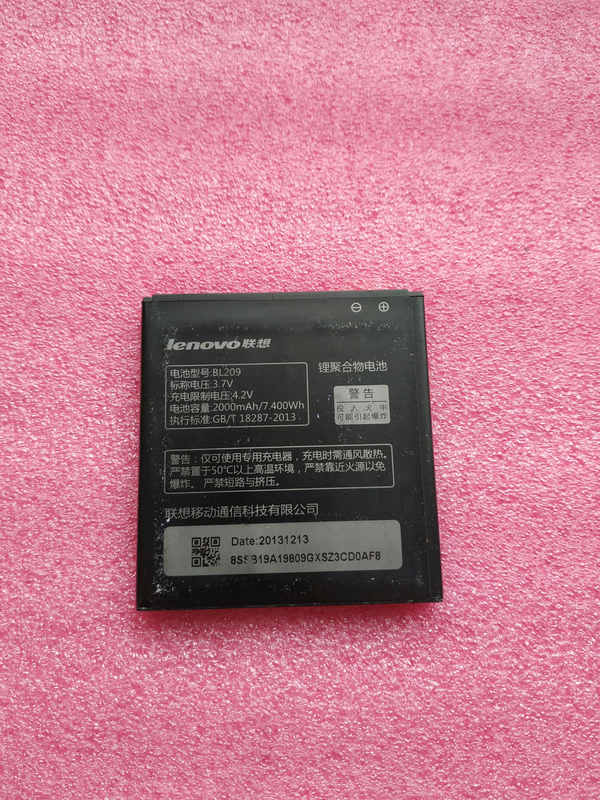 ⊖ ⊕
lenovo联想
电池型号:BL209
标称电压:3.7V
充电限制电压:4.2V
电池容量:2000mAh/7.400Wh
执行标准:GB/T 18287-2013
锂聚合物电池
警告
投入火中
可能引起爆炸
警告：仅可使用专用充电器，充电时需通风散热。
严禁置于50℃以上高温环境，严禁靠近火源以免
爆炸。 严禁短路与挤压。
联想移动通信科技有限公司
Date:20131213
8SSB19A19809GXSZ3CD0AF8